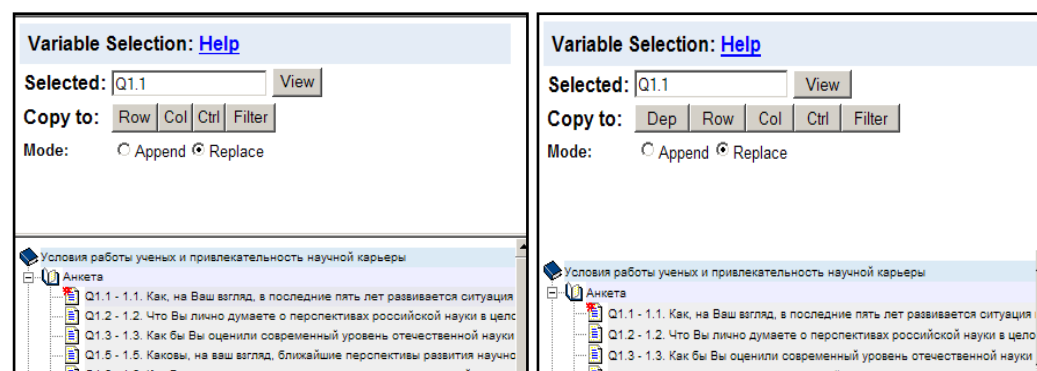 Variable Selection: Help
Selected: Q1.1 View
Copy to: Row Col Ctrl Filter
Mode: Append Replace
Условия работы ученых и привлекательность научной карьеры
Анкета
Q1.1 - 1.1. Как, на Ваш взгляд, в последние пять лет развивается ситуация
Q1.2 - 1.2. Что Вы лично думаете о перспективах российской науки в цело
Q1.3 - 1.3. Как бы Вы оценили современный уровень отечественной науки
Q1.5 - 1.5. Каковы, на ваш взгляд, ближайшие перспективы развития научно
Variable Selection: Help
Selected: Q1.1 View
Copy to: Dep Row Col Ctrl Filter
Mode: Append Replace
Условия работы ученых и привлекательность научной карьеры
Анкета
Q1.1 - 1.1. Как, на Ваш взгляд, в последние пять лет развивается ситуация
Q1.2 - 1.2. Что Вы лично думаете о перспективах российской науки в цело
Q1.3 - 1.3. Как бы Вы оценили современный уровень отечественной науки